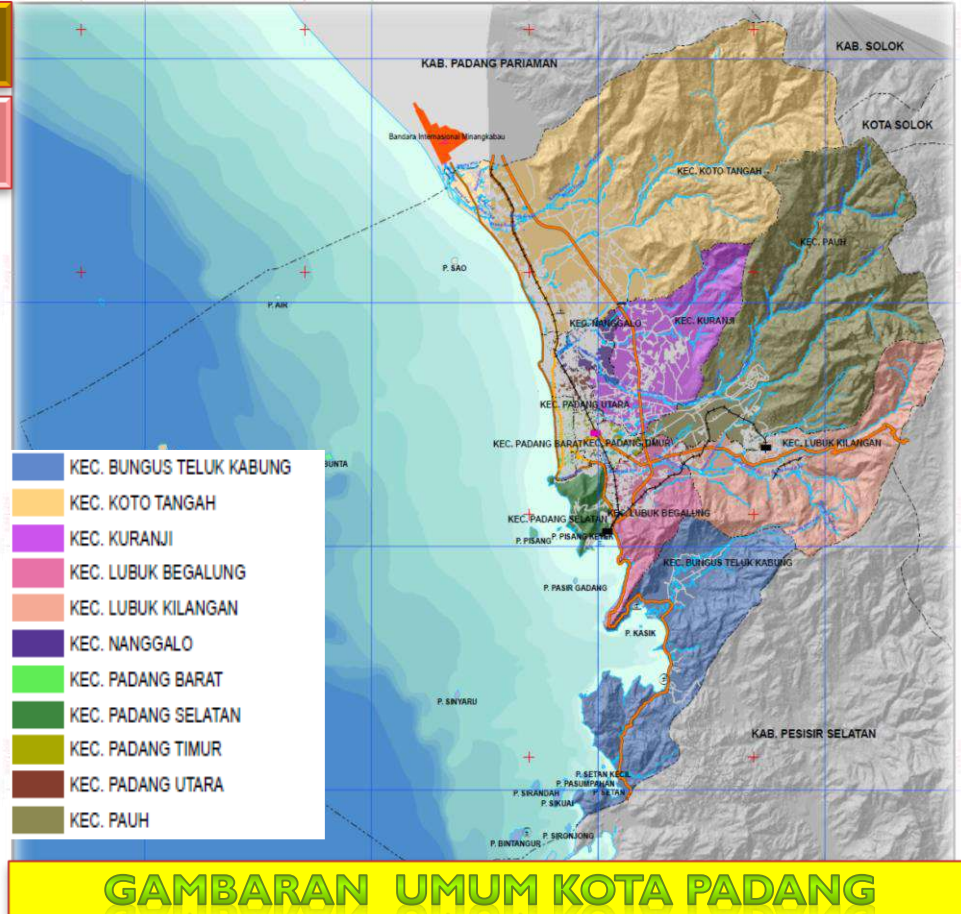 KAB. SOLOK
KAB. PADANG PARIAMAN
KOTA SOLOK
Bandara Internasional Minangkabau
KEC. KOTO TANGAH
KEC. PAUH
P. SAO
P. AIR
KEC. NANGGALO
KEC. KURANJI
KEC. PADANG UTARA
KEC. PADANG BARAT
KEC. PADANG TIMUR
KEC. LUBUK KILANGAN
BUNTA
KEC. LUBUK BEGALUNG
KEC. PADANG SELATAN
P. PISANG
P. PISANG KETEK
KEC. BUNGUS TELUK KABUNG
P. PASIR GADANG
P. KASIK
P. SINYARU
KAB. PESISIR SELATAN
P. SETAN KECIL
P. PASUMPAHAN
P. SIRANDAH
P. SETAN
P. SIKUAI
P. SIRONJONG
P. BINTANGUR
KEC. BUNGUS TELUK KABUNG
KEC. KOTO TANGAH
KEC. KURANJI
KEC. LUBUK BEGALUNG
KEC. LUBUK KILANGAN
KEC. NANGGALO
KEC. PADANG BARAT
KEC. PADANG SELATAN
KEC. PADANG TIMUR
KEC. PADANG UTARA
KEC. PAUH
GAMBARAN UMUM KOTA PADANG